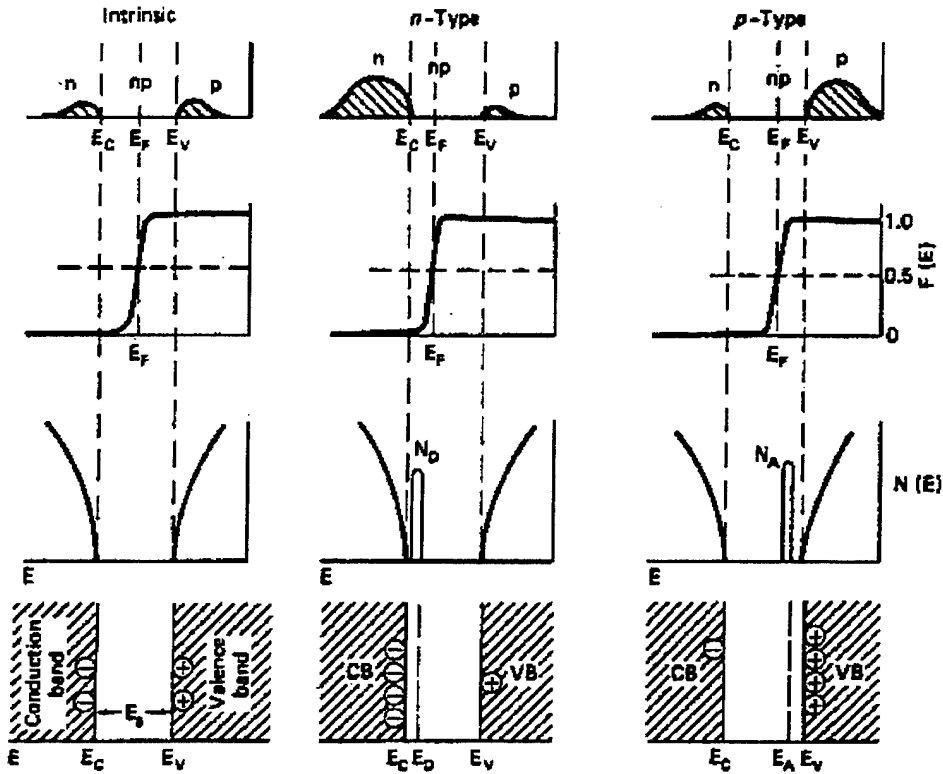 Intrinsic
n-Type
p-Type
n np p
n np p
n np p
E_C E_F E_V
E_C E_F E_V
E_C E_F E_V
1.0
0.5
0
F (E)
E_F
E_F
E_F
N_D
N_A
N (E)
E
E
E
Conduction band
E_g
Valence band
CB
VB
CB
VB
E E_C E_V
E_C E_D E_V
E_C E_A E_V